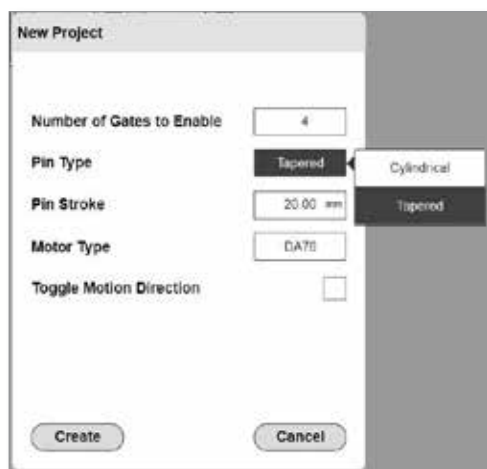 New Project
Number of Gates to Enable 4
Pin Type Tapered Cylindrical
Pin Stroke 20.00 mm Tapered
Motor Type
Toggle Motion Direction
Create Cancel